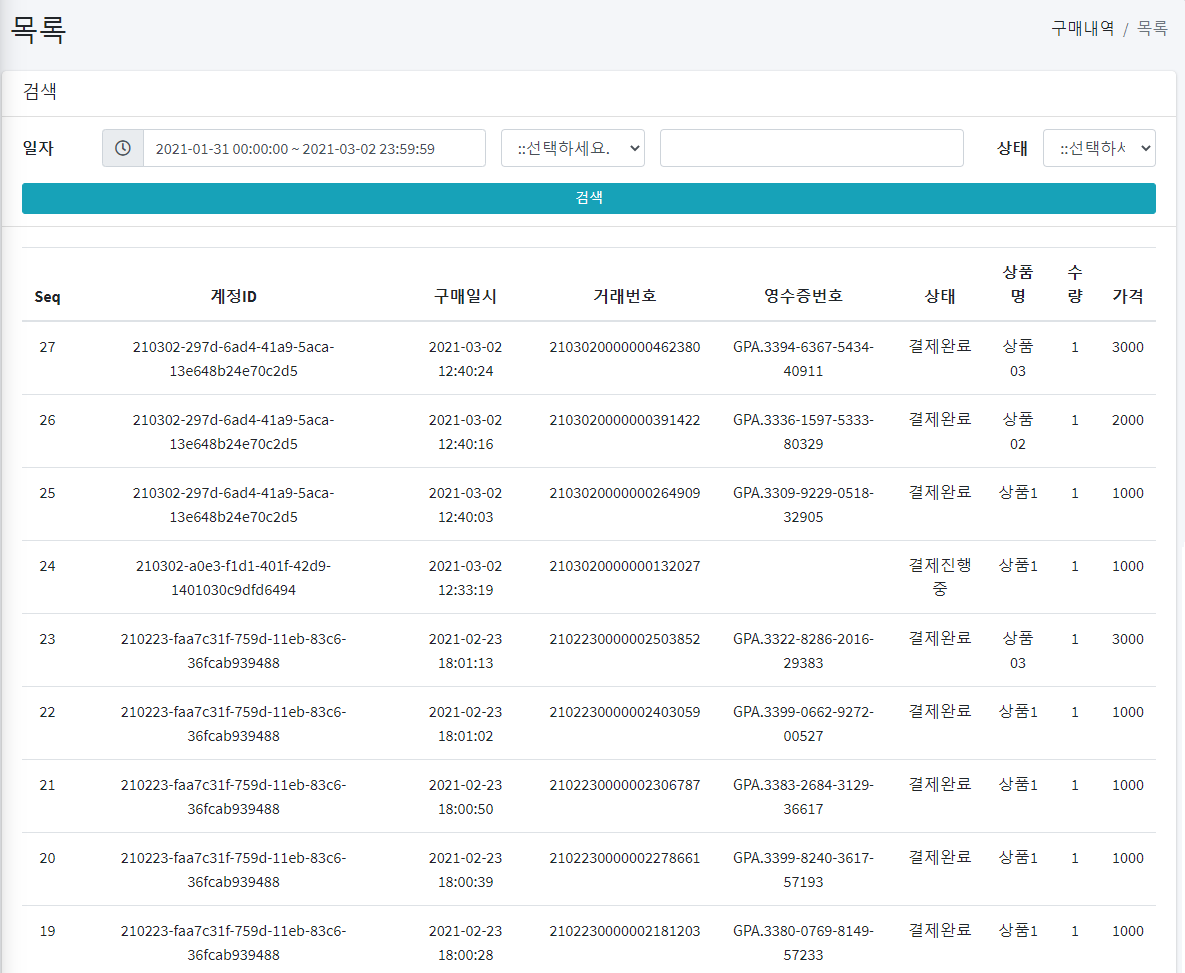 목록
구매내역 / 목록
검색
일자 2021-01-31 00:00:00 ~ 2021-03-02 23:59:59 ::선택하세요. 상태 ::선택하서
검색
Seq 계정ID 구매일시 거래번호 영수증번호 상태 상품명 수량 가격
27 210302-297d-6ad4-41a9-5aca- 2021-03-02 2103020000000462380 GPA.3394-6367-5434- 결제완료 상품 1 3000
13e648b24e70c2d5 12:40:24 40911 03
26 210302-297d-6ad4-41a9-5aca- 2021-03-02 2103020000000391422 GPA.3336-1597-5333- 결제완료 상품 1 2000
13e648b24e70c2d5 12:40:16 80329 02
25 210302-297d-6ad4-41a9-5aca- 2021-03-02 2103020000000264909 GPA.3309-9229-0518- 결제완료 상품1 1 1000
13e648b24e70c2d5 12:40:03 32905
24 210302-a0e3-f1d1-401f-42d9- 2021-03-02 2103020000000132027 결제진행 상품1 1 1000
1401030c9dfd6494 12:33:19 중
23 210223-faa7c31f-759d-11eb-83c6- 2021-02-23 2102230000002503852 GPA.3322-8286-2016- 결제완료 상품 1 3000
36fcab939488 18:01:13 29383 03
22 210223-faa7c31f-759d-11eb-83c6- 2021-02-23 2102230000002403059 GPA.3399-0662-9272- 결제완료 상품1 1 1000
36fcab939488 18:01:02 00527
21 210223-faa7c31f-759d-11eb-83c6- 2021-02-23 2102230000002306787 GPA.3383-2684-3129- 결제완료 상품1 1 1000
36fcab939488 18:00:50 36617
20 210223-faa7c31f-759d-11eb-83c6- 2021-02-23 2102230000002278661 GPA.3399-8240-3617- 결제완료 상품1 1 1000
36fcab939488 18:00:39 57193
19 210223-faa7c31f-759d-11eb-83c6- 2021-02-23 2102230000002181203 GPA.3380-0769-8149- 결제완료 상품1 1 1000
36fcab939488 18:00:28 57233